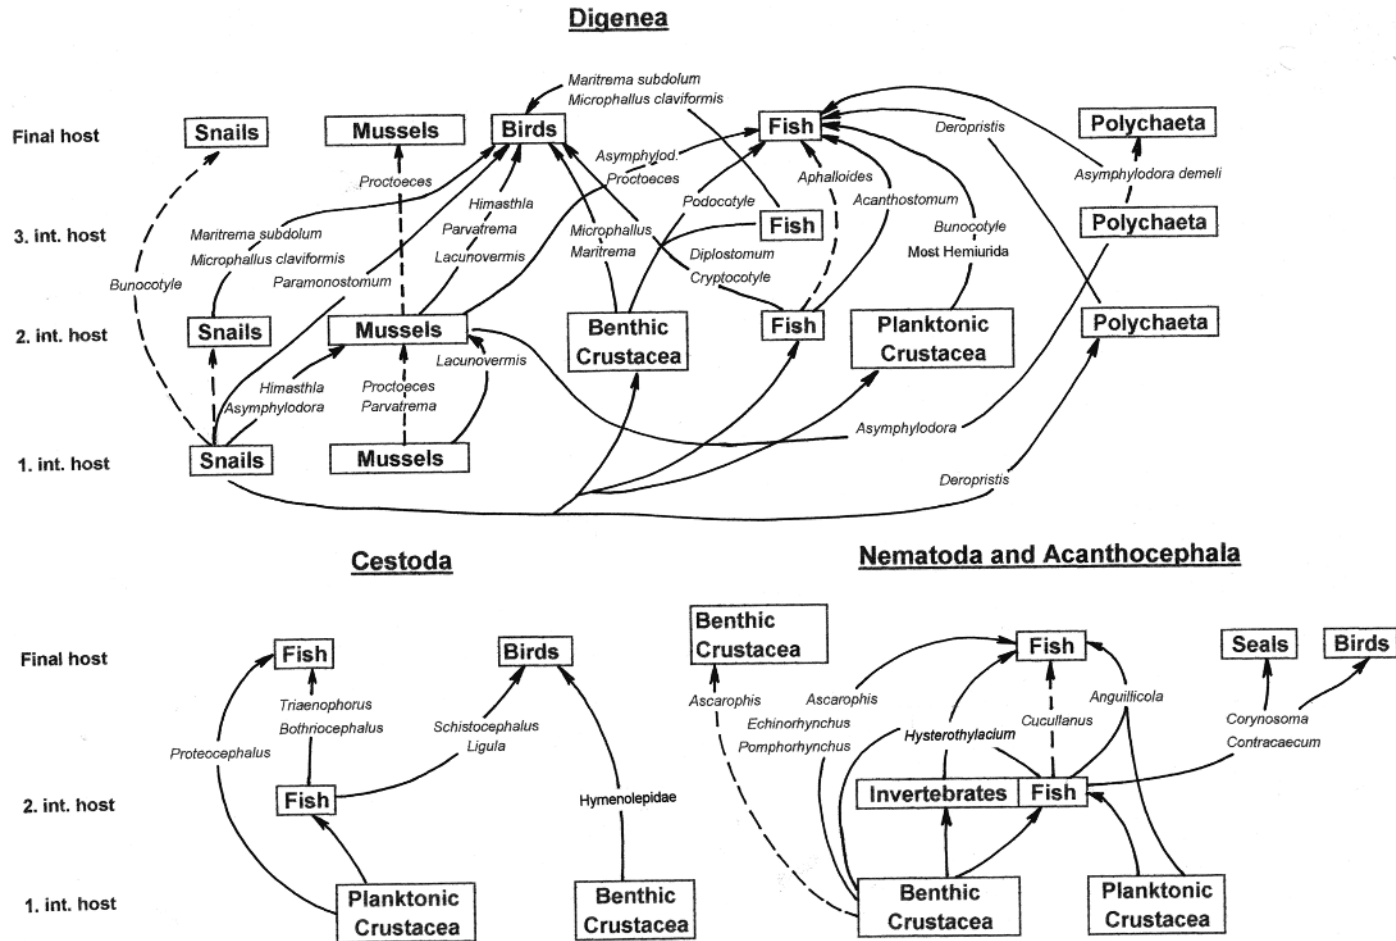 Digenea
Maritrema subdolum
Microphallus claviformis
Final host
Snails
Mussels
Birds
Fish
Deropristis
Polychaeta
Asymphylod.
Proctoeces
Proctoeces
Aphalloides
Asymphylodora demeli
Himasthla
Podocotyle
Acanthostomum
3. int. host
Maritrema subdolum
Microphallus claviformis
Parvatrema
Lacunovermis
Microphallus
Maritrema
Fish
Bunocotyle
Most Hemiurida
Polychaeta
Bunocotyle
Paramonostomum
Diplostomum
Cryptocotyle
2. int. host
Snails
Mussels
Benthic
Crustacea
Fish
Planktonic
Crustacea
Polychaeta
Lacunovermis
Himasthla
Asymphylodora
Proctoeces
Parvatrema
Asymphylodora
1. int. host
Snails
Mussels
Deropristis
Cestoda
Nematoda and Acanthocephala
Final host
Fish
Birds
Benthic
Crustacea
Fish
Seals
Birds
Triaenophorus
Bothriocephalus
Schistocephalus
Ligula
Proteocephalus
Ascarophis
Ascarophis
Echinorhynchus
Pomphorhynchus
Hysterothylacium
Cucullanus
Anguillicola
Corynosoma
Contracaecum
2. int. host
Fish
Hymenolepidae
Invertebrates
Fish
1. int. host
Planktonic
Crustacea
Benthic
Crustacea
Benthic
Crustacea
Planktonic
Crustacea